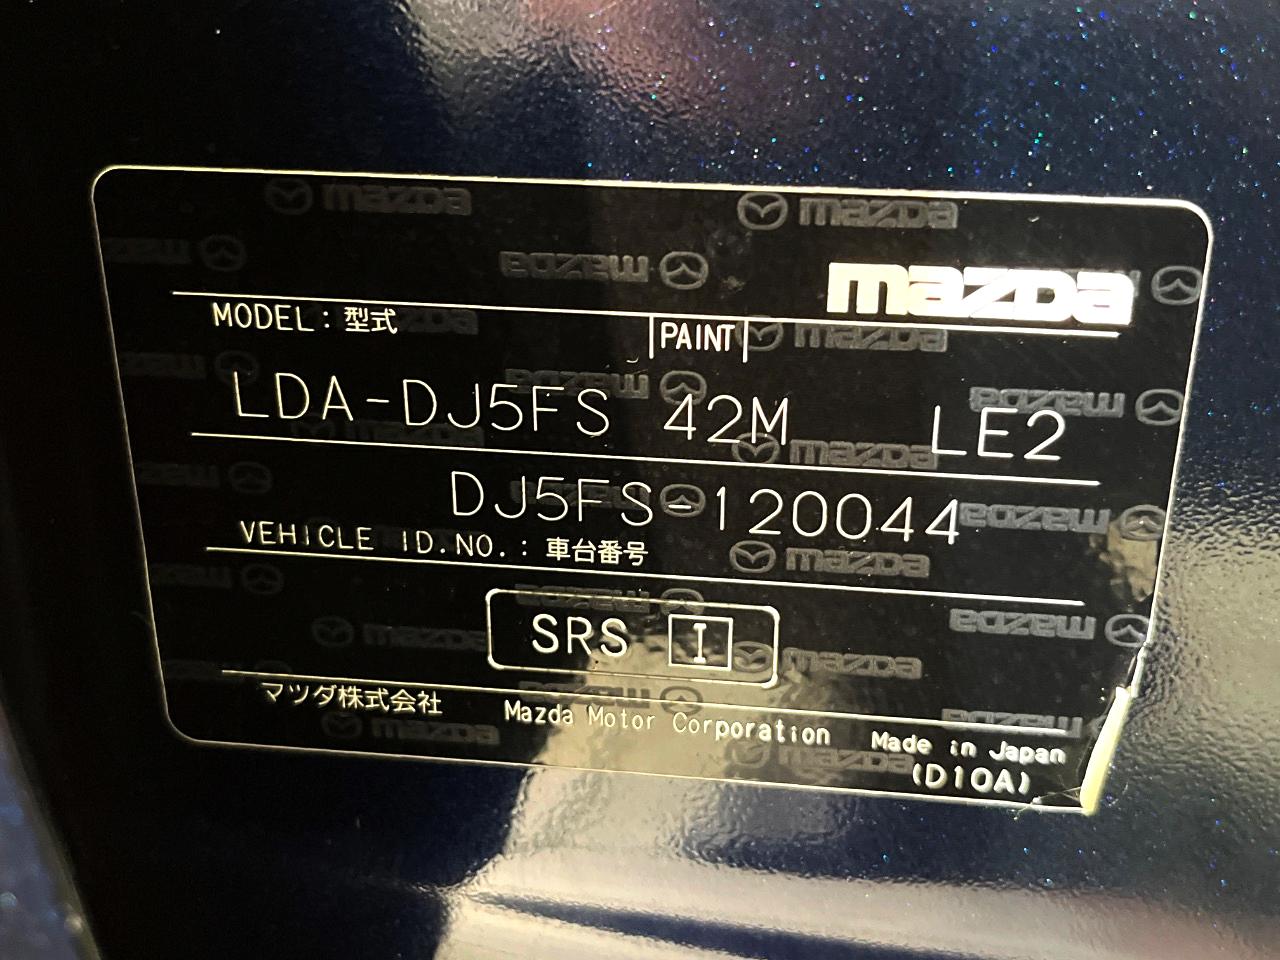 mazda
MODEL：型式 PAINT
LDA-DJ5FS 42M LE2
DJ5FS-120044
VEHICLE ID.NO.：車台番号
SRS I
マツダ株式会社 Mazda Motor Corporation Made in Japan
(D10A)